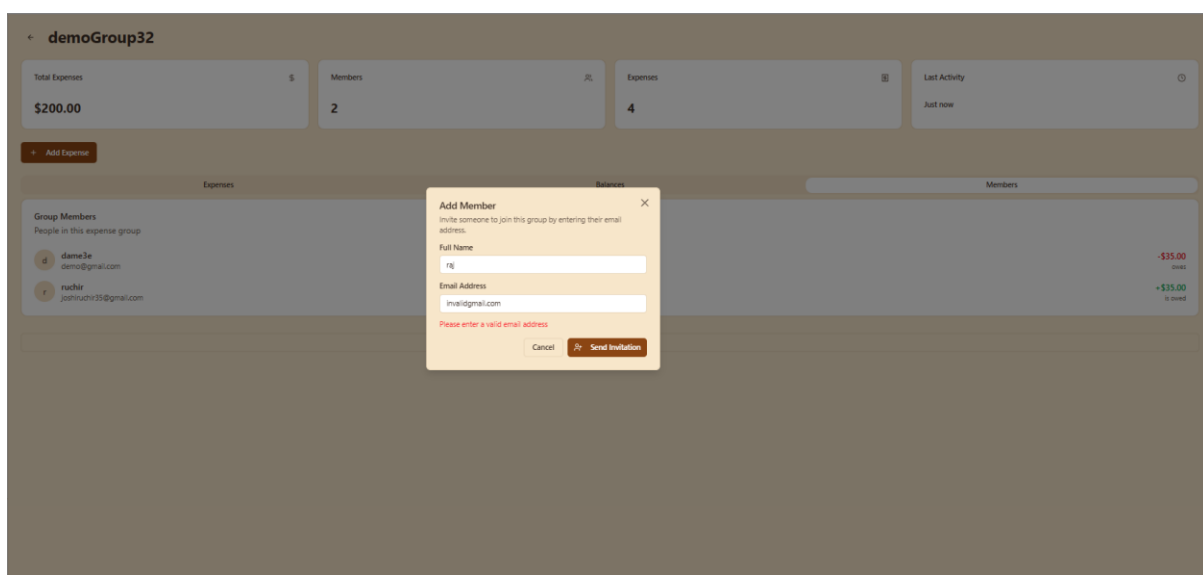 demoGroup32
Total Expenses
$200.00
Members
2
Expenses
4
Last Activity
Just now
+ Add Expense
Expenses
Balances
Members
Group Members
People in this expense group
d
dame3e
demo@gmail.com
-$35.00
owes
r
ruchir
joshiruchir35@gmail.com
+$35.00
is owed
Add Member
Invite someone to join this group by entering their email
address.
Full Name
raj
Email Address
invalidgmail.com
Please enter a valid email address
Cancel
Send Invitation